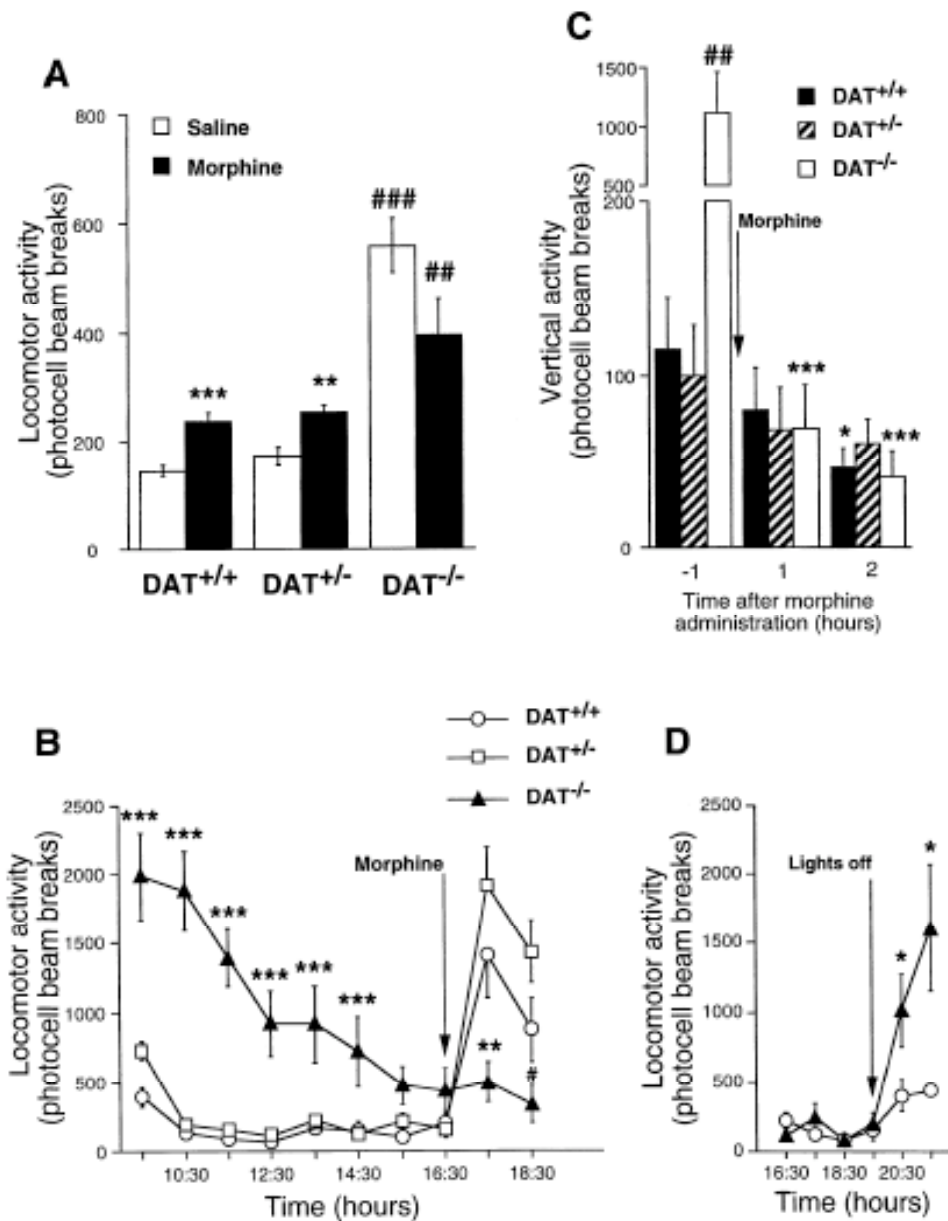 A
Locomotor activity
(photocell beam breaks)
800
600
400
200
0
Saline
Morphine
***
**
###
##
DAT+/+
DAT+/-
DAT-/-
C
Vertical activity
(photocell beam breaks)
1500
1000
500
200
100
0
##
DAT+/+
DAT+/-
DAT-/-
Morphine
***
*
***
-1
1
2
Time after morphine
administration (hours)
B
DAT+/+
DAT+/-
DAT-/-
Locomotor activity
(photocell beam breaks)
2500
2000
1500
1000
500
0
***
***
***
***
***
***
Morphine
**
#
10:30
12:30
14:30
16:30
18:30
Time (hours)
D
Locomotor activity
(photocell beam breaks)
2500
2000
1500
1000
500
0
Lights off
*
*
16:30
18:30
20:30
Time (hours)